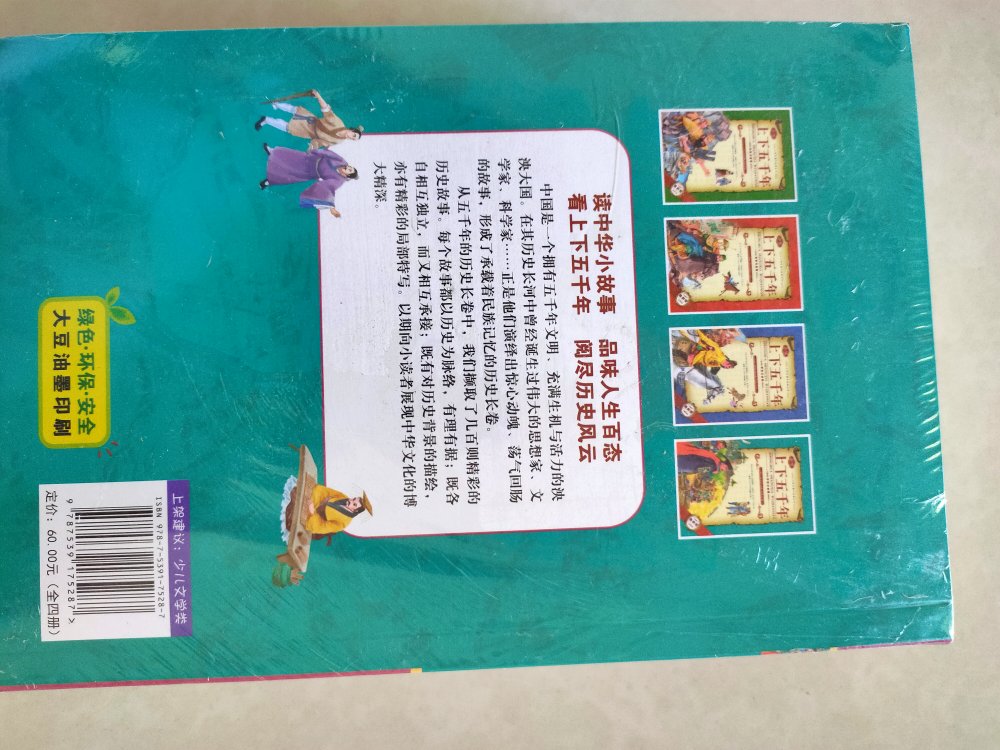 上下五千年
上下五千年
上下五千年
上下五千年
读中华小故事 品味人生百态
看上下五千年 阅尽历史风云
中国是一个拥有五千年文明、充满生机与活力的泱
泱大国。在其历史长河中曾经诞生过伟大的思想家、文
学家、科学家……正是他们演绎出惊心动魄、荡气回肠
的故事，形成了承载着民族记忆的历史长卷。
从五千年的历史长卷中，我们撷取了几百则精彩的
历史故事。每个故事都以历史为脉络，有理有据；既各
自相互独立，而又相互承接；既有对历史背景的描绘，
亦有精彩的局部特写。以期向小读者展现中华文化的博
大精深。
绿色·环保·安全
大豆油墨印刷
上架建议：少儿文学类
ISBN 978-7-5391-7528-7
9 787539 175287 >
定价：60.00元（全四册）